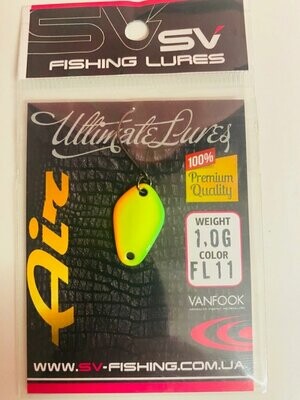 SV SV
FISHING LURES
Ultimate Lures
100%
Premium
Quality
Air
WEIGHT
1,0G
COLOR
FL11
VANFOOK
WWW.SV-FISHING.COM.UA